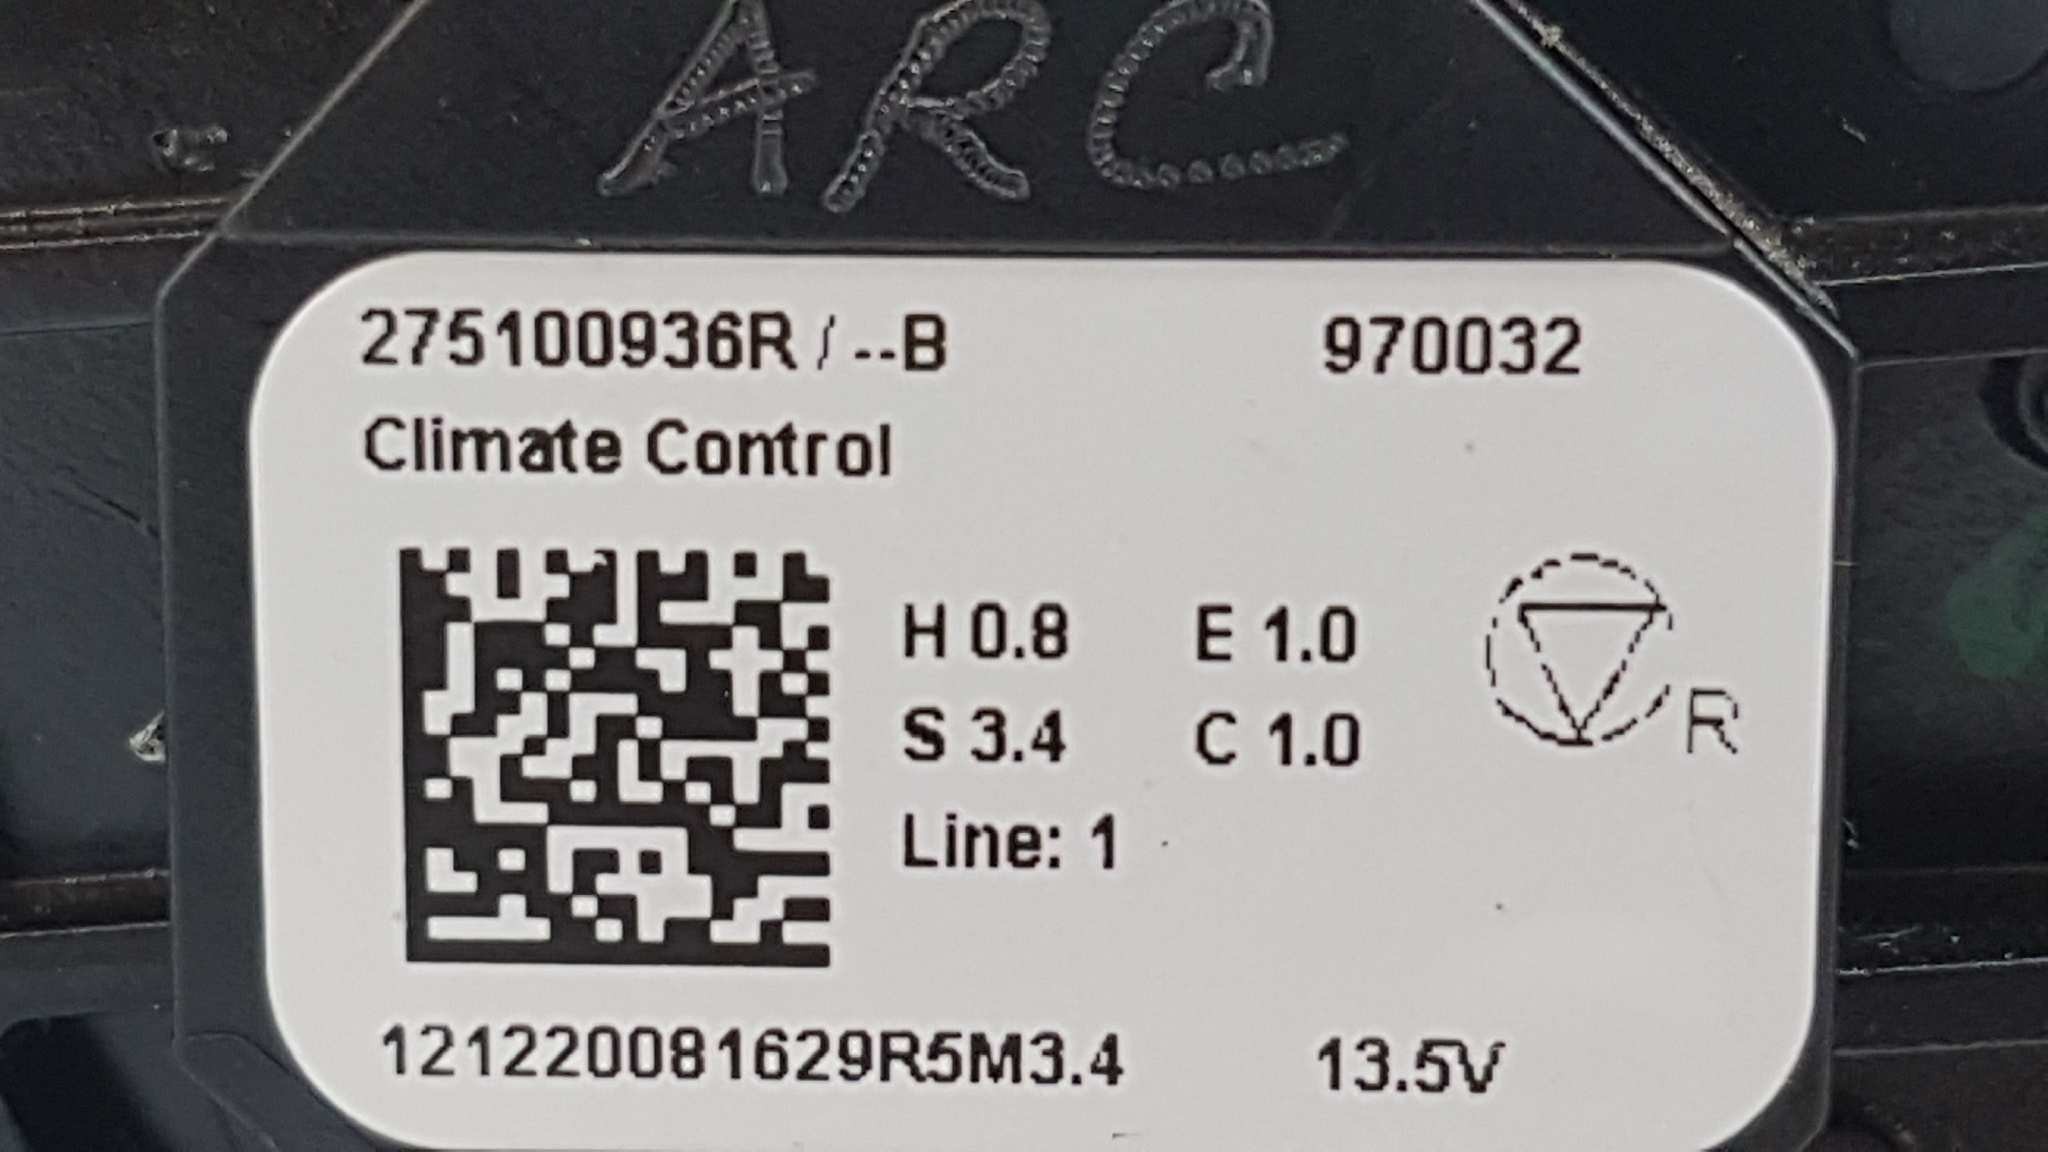 ARC
275100936R / --B 970032
Climate Control
H 0.8 E 1.0
S 3.4 C 1.0
R
Line: 1
121220081629R5M3.4 13.5V